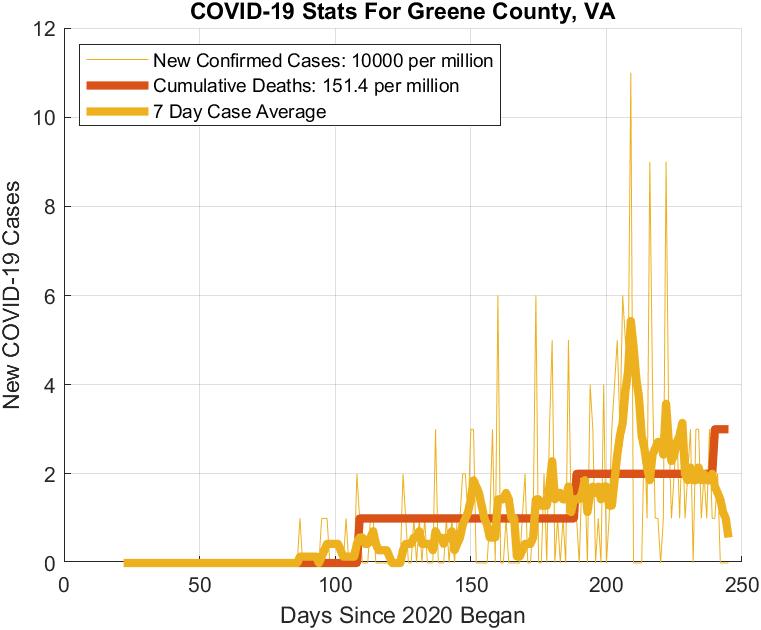 COVID-19 Stats For Greene County, VA
New Confirmed Cases: 10000 per million
Cumulative Deaths: 151.4 per million
7 Day Case Average
New COVID-19 Cases
12
10
8
6
4
2
0
0 50 100 150 200 250
Days Since 2020 Began